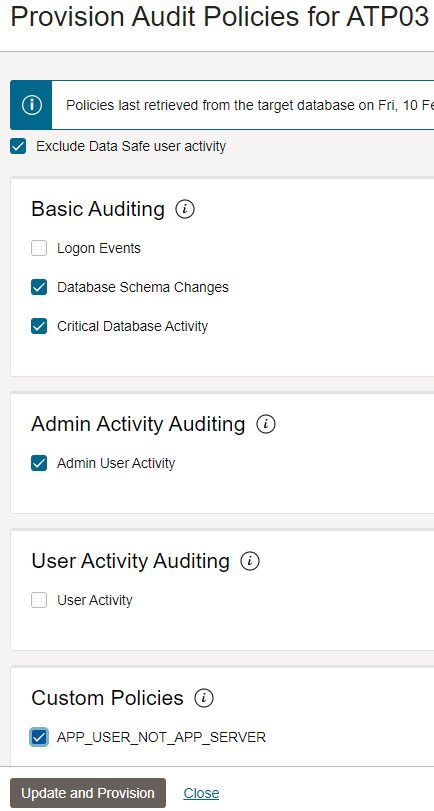 Provision Audit Policies for ATP03
Policies last retrieved from the target database on Fri, 10 Fe
Exclude Data Safe user activity
Basic Auditing
Logon Events
Database Schema Changes
Critical Database Activity
Admin Activity Auditing
Admin User Activity
User Activity Auditing
User Activity
Custom Policies
APP_USER_NOT_APP_SERVER
Update and Provision Close